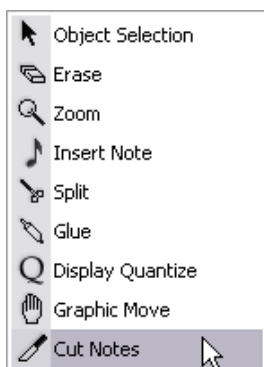 Object Selection
Erase
Zoom
Insert Note
Split
Glue
Q Display Quantize
Graphic Move
Cut Notes